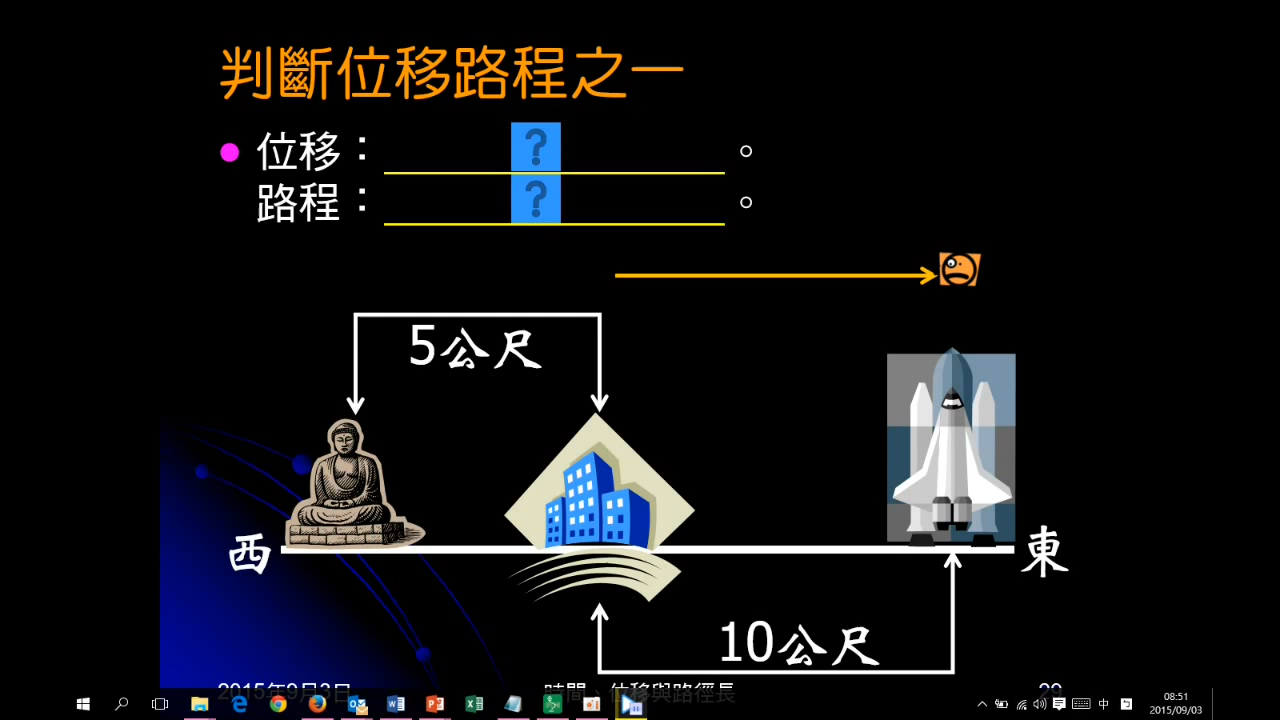 判斷位移路程之一
位移：?。
路程：?。
5公尺
西
東
10公尺
2015年9月3日 時間、位移與路徑長 29
08:51
中
2015/09/03